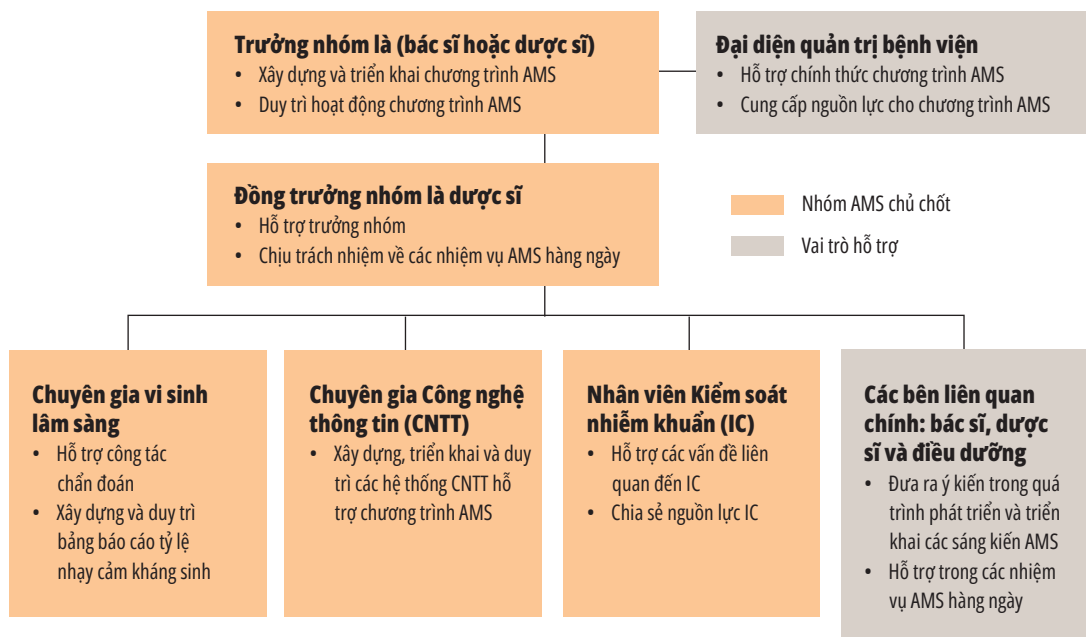 Trưởng nhóm là (bác sĩ hoặc dược sĩ)
• Xây dựng và triển khai chương trình AMS
• Duy trì hoạt động chương trình AMS
Đại diện quản trị bệnh viện
• Hỗ trợ chính thức chương trình AMS
• Cung cấp nguồn lực cho chương trình AMS
Đồng trưởng nhóm là dược sĩ
• Hỗ trợ trưởng nhóm
• Chịu trách nhiệm về các nhiệm vụ AMS hàng ngày
Nhóm AMS chủ chốt
Vai trò hỗ trợ
Chuyên gia vi sinh
lâm sàng
• Hỗ trợ công tác
chẩn đoán
• Xây dựng và duy trì
bảng báo cáo tỷ lệ
nhạy cảm kháng sinh
Chuyên gia Công nghệ
thông tin (CNTT)
• Xây dựng, triển khai và duy
trì các hệ thống CNTT hỗ
trợ chương trình AMS
Nhân viên Kiểm soát
nhiễm khuẩn (IC)
• Hỗ trợ các vấn đề liên
quan đến IC
• Chia sẻ nguồn lực IC
Các bên liên quan
chính: bác sĩ, dược
sĩ và điều dưỡng
• Đưa ra ý kiến trong quá
trình phát triển và triển
khai các sáng kiến AMS
• Hỗ trợ trong các nhiệm
vụ AMS hàng ngày